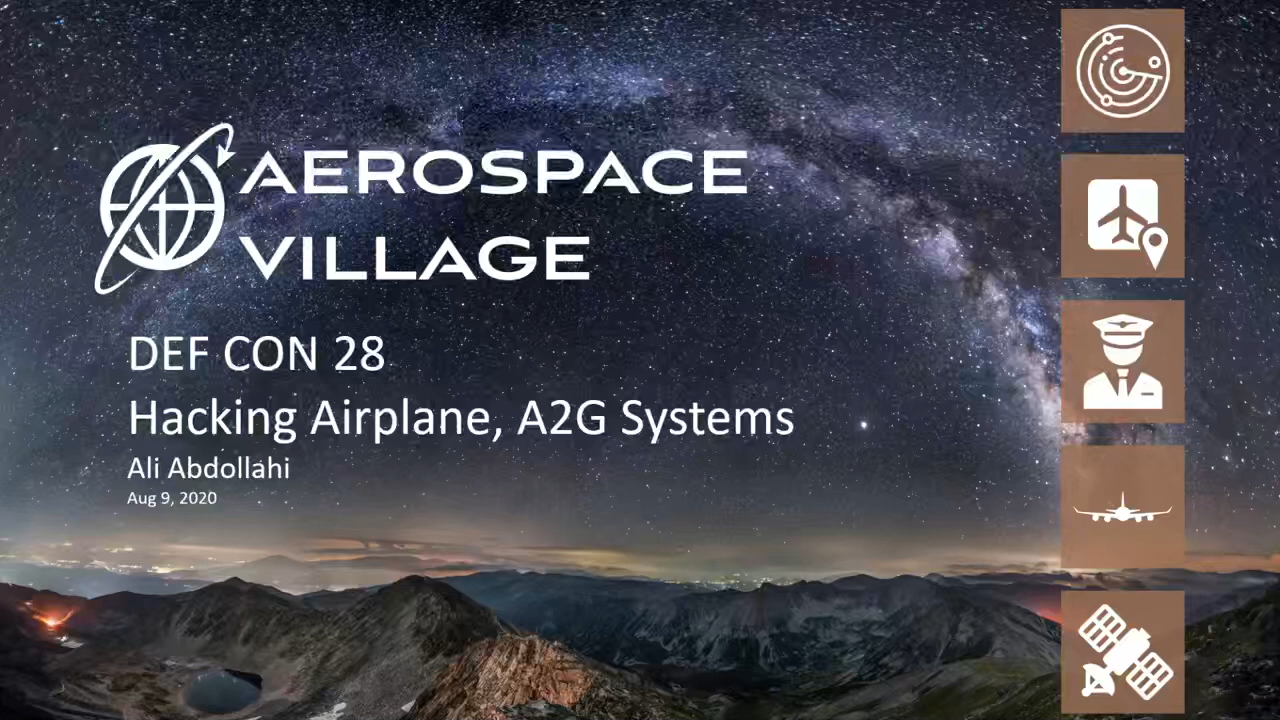 AEROSPACE
VILLAGE
DEF CON 28
Hacking Airplane, A2G Systems
Ali Abdollahi
Aug 9, 2020